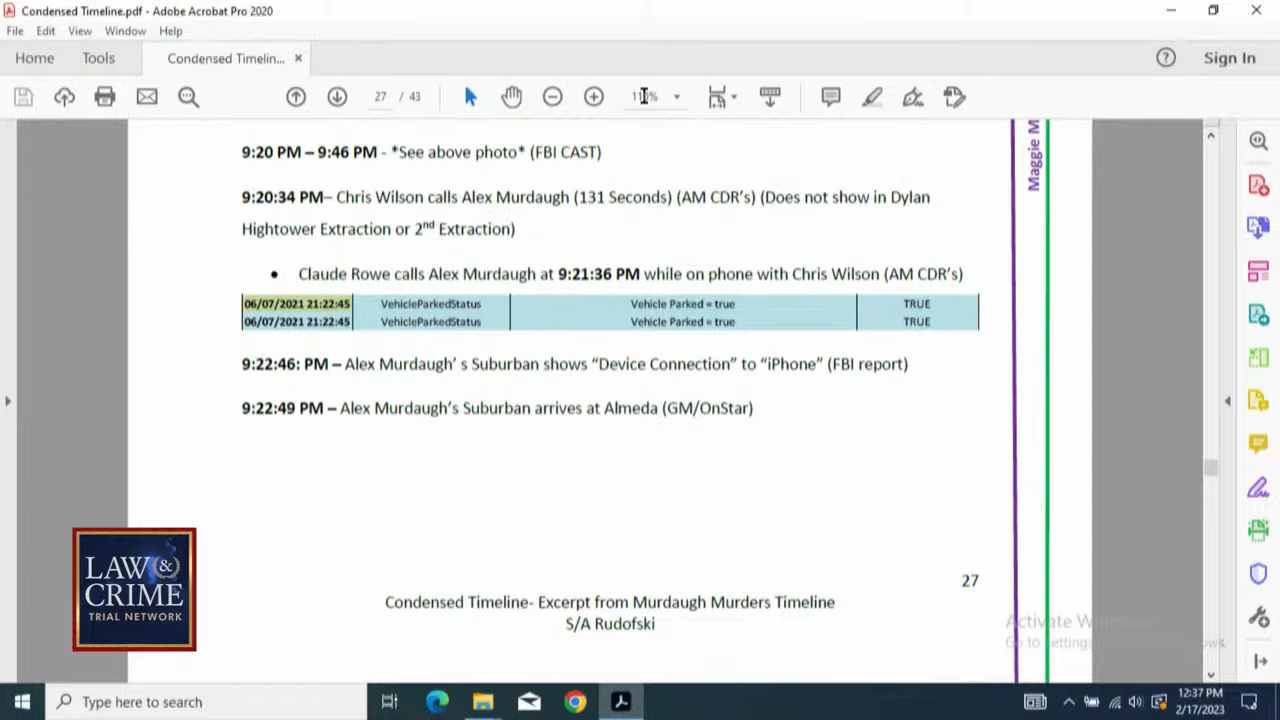 Condensed Timeline.pdf - Adobe Acrobat Pro 2020
File Edit View Window Help
Home Tools Condensed Timelin... × Sign In
27 / 43
9:20 PM – 9:46 PM - *See above photo* (FBI CAST)
9:20:34 PM– Chris Wilson calls Alex Murdaugh (131 Seconds) (AM CDR's) (Does not show in Dylan
Hightower Extraction or 2nd Extraction)
• Claude Rowe calls Alex Murdaugh at 9:21:36 PM while on phone with Chris Wilson (AM CDR's)
06/07/2021 21:22:45 VehicleParkedStatus Vehicle Parked = true TRUE
06/07/2021 21:22:45 VehicleParkedStatus Vehicle Parked = true TRUE
9:22:46: PM – Alex Murdaugh' s Suburban shows “Device Connection” to “iPhone” (FBI report)
9:22:49 PM – Alex Murdaugh's Suburban arrives at Almeda (GM/OnStar)
Maggie M
27
Condensed Timeline- Excerpt from Murdaugh Murders Timeline
S/A Rudofski
LAW &
CRIME
TRIAL NETWORK
Activate
Go to Settings
Type here to search
12:37 PM
2/17/2023